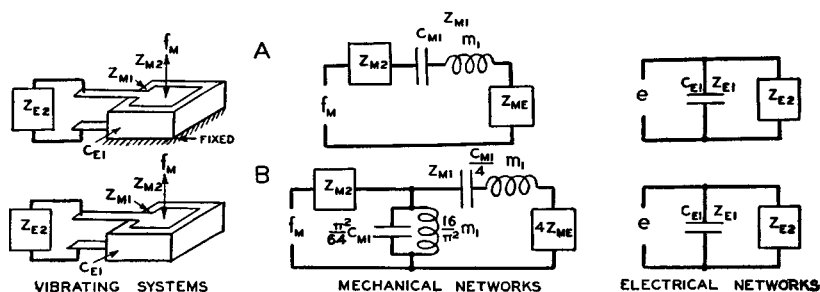 A
f_M
Z_M2
Z_M1
Z_E2
C_E1
FIXED
f_M
Z_M2
C_M1
Z_M1
m_1
Z_ME
e
C_E1
Z_E1
Z_E2
B
f_M
Z_M2
Z_M1
Z_E2
C_E1
f_M
Z_M2
Z_M1
C_M1/4
m_1
π²/64 C_M1
16/π² m_1
4Z_ME
e
C_E1
Z_E1
Z_E2
VIBRATING SYSTEMS
MECHANICAL NETWORKS
ELECTRICAL NETWORKS